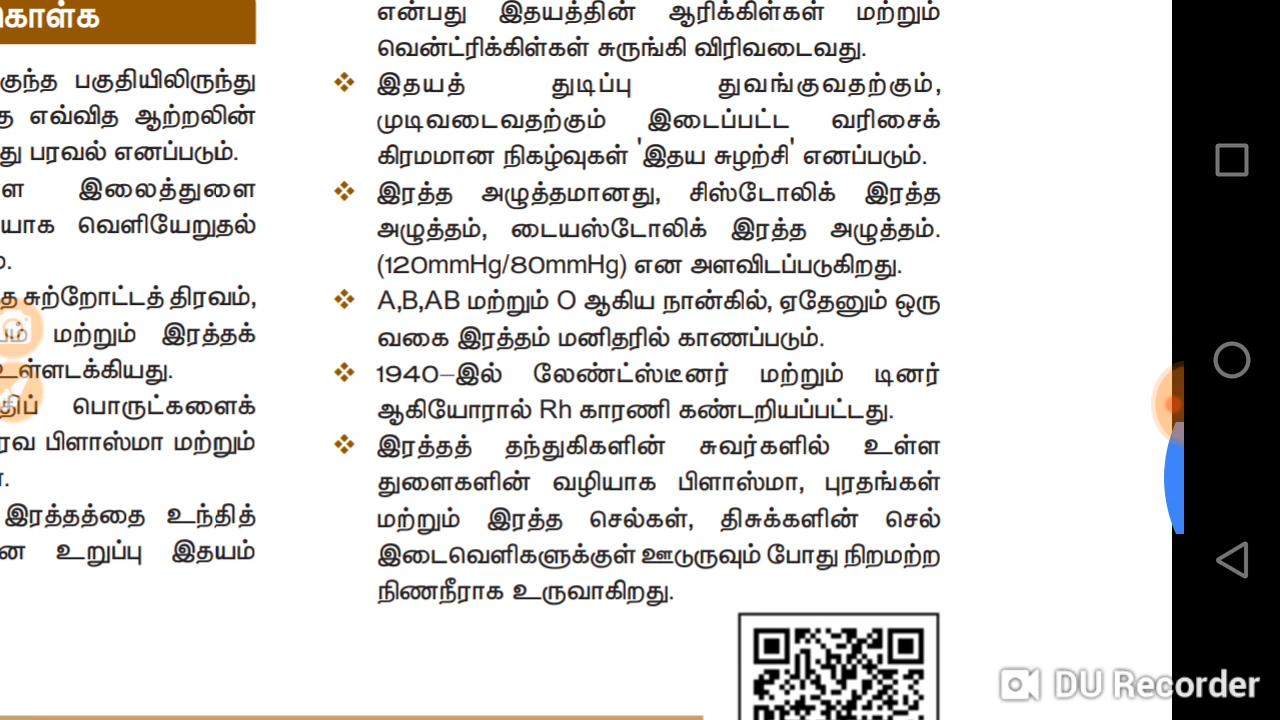 கொள்க
குந்த பகுதியிலிருந்து
எவ்வித ஆற்றலின்
து பரவல் எனப்படும்.
ள இலைத்துளை
யாக வெளியேறுதல்
த சுற்றோட்டத் திரவம்,
மற்றும் இரத்தக்
உள்ளடக்கியது.
திப் பொருட்களைக்
ரவ பிளாஸ்மா மற்றும்
இரத்தத்தை உந்தித்
ன உறுப்பு இதயம்
என்பது இதயத்தின் ஆரிக்கிள்கள் மற்றும்
வென்ட்ரிக்கிள்கள் சுருங்கி விரிவடைவது.
❖ இதயத் துடிப்பு துவங்குவதற்கும்,
முடிவடைவதற்கும் இடைப்பட்ட வரிசைக்
கிரமமான நிகழ்வுகள் 'இதய சுழற்சி' எனப்படும்.
❖ இரத்த அழுத்தமானது, சிஸ்டோலிக் இரத்த
அழுத்தம், டையஸ்டோலிக் இரத்த அழுத்தம்.
(120mmHg/80mmHg) என அளவிடப்படுகிறது.
❖ A,B,AB மற்றும் O ஆகிய நான்கில், ஏதேனும் ஒரு
வகை இரத்தம் மனிதரில் காணப்படும்.
❖ 1940–இல் லேண்ட்ஸ்டீனர் மற்றும் டினர்
ஆகியோரால் Rh காரணி கண்டறியப்பட்டது.
❖ இரத்தத் தந்துகிகளின் சுவர்களில் உள்ள
துளைகளின் வழியாக பிளாஸ்மா, புரதங்கள்
மற்றும் இரத்த செல்கள், திசுக்களின் செல்
இடைவெளிகளுக்குள் ஊடுருவும் போது நிறமற்ற
நிணநீராக உருவாகிறது.
DU Recorder